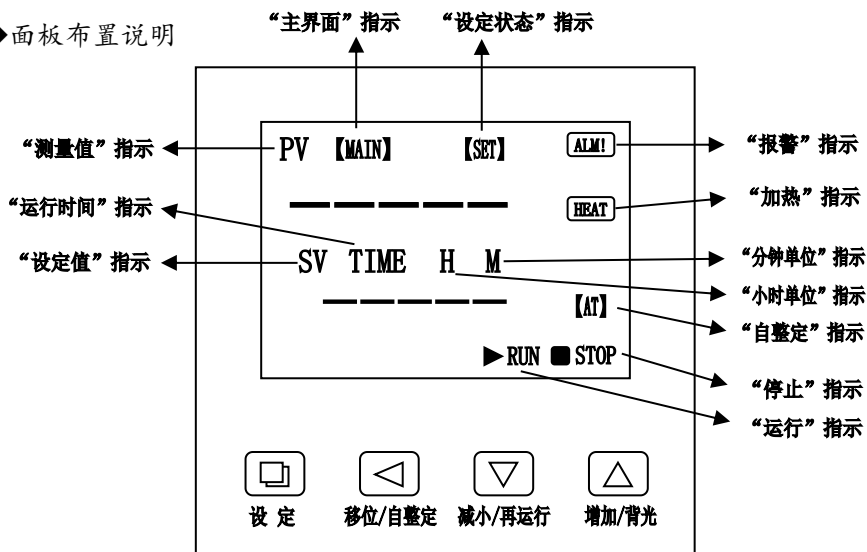 “主界面”指示 “设定状态”指示
◆面板布置说明
“测量值”指示 PV 【MAIN】 【SET】 ALM! “报警”指示
“运行时间”指示 HEAT “加热”指示
“设定值”指示 SV TIME H M “分钟单位”指示
“小时单位”指示
【AT】 “自整定”指示
▶RUN ■STOP
“停止”指示
“运行”指示
设 定 移位/自整定 减小/再运行 增加/背光